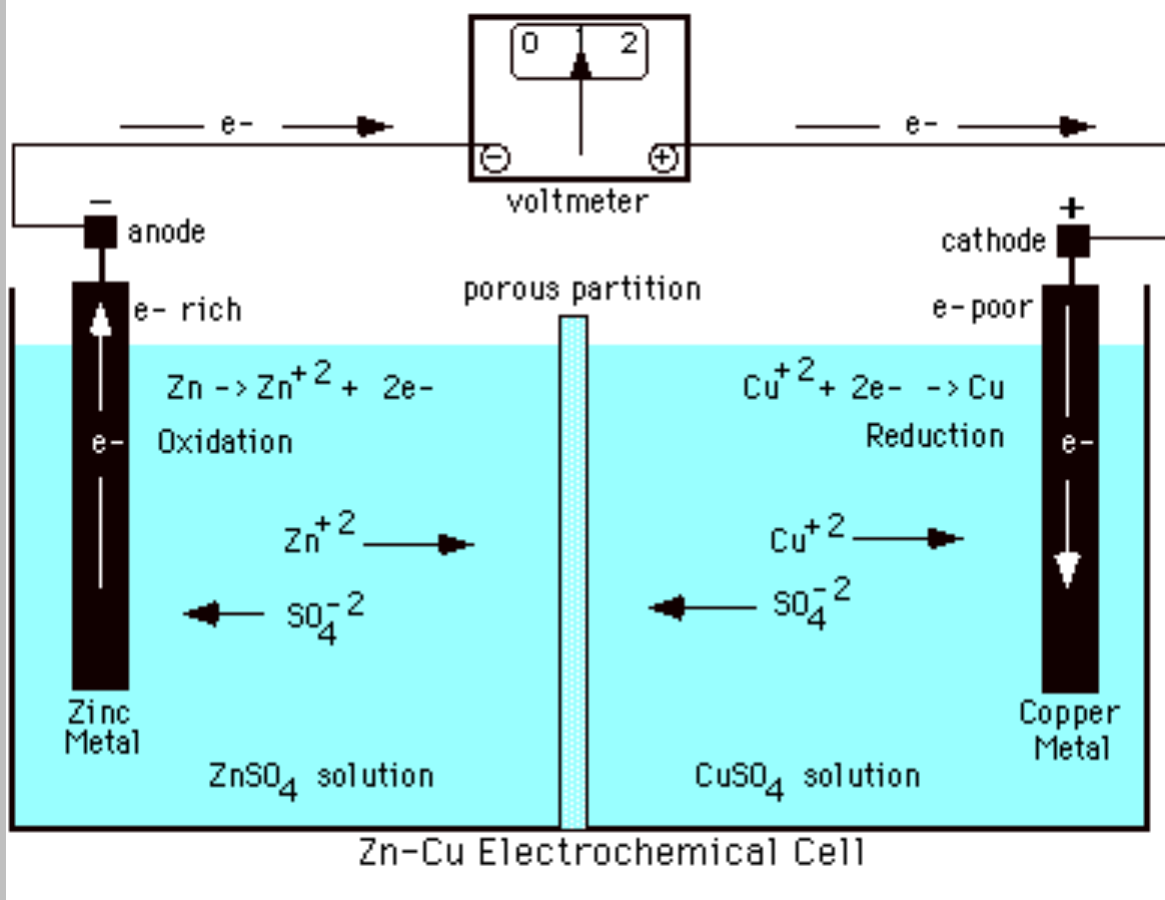 0 1 2
e- e-
− +
voltmeter
− +
anode cathode
porous partition
e- rich e-poor
Zn -> Zn+2 + 2e- Cu+2 + 2e- -> Cu
e- Oxidation Reduction e-
Zn+2 Cu+2
SO4-2 SO4-2
Zinc Copper
Metal Metal
ZnSO4 solution CuSO4 solution
Zn-Cu Electrochemical Cell